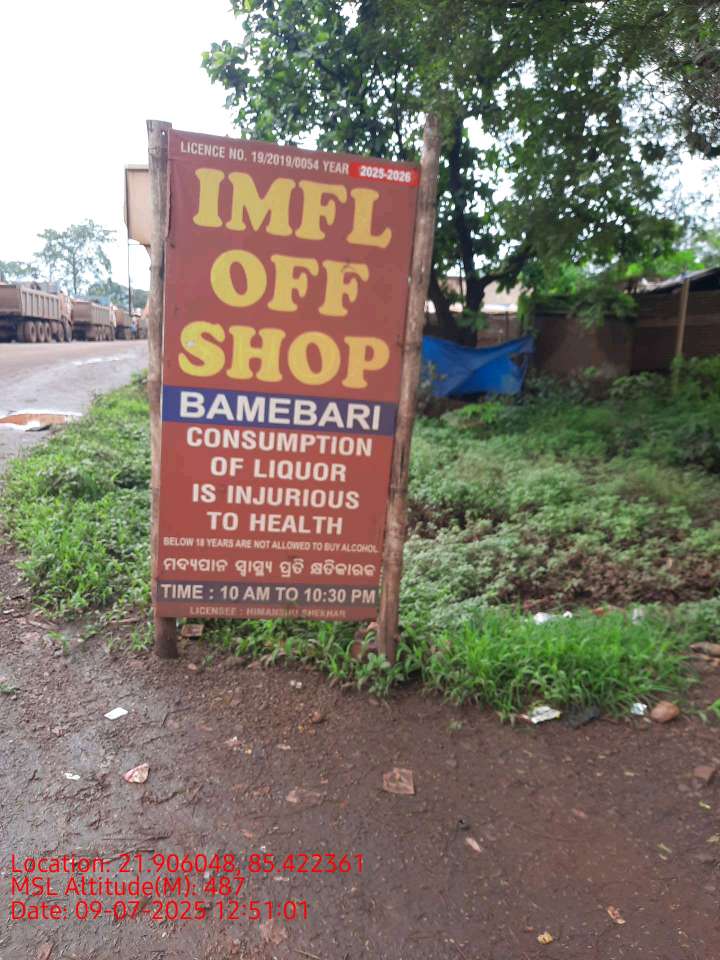 LICENCE NO. 19/2019/0054 YEAR 2025-2026
IMFL
OFF
SHOP
BAMEBARI
CONSUMPTION
OF LIQUOR
IS INJURIOUS
TO HEALTH
BELOW 18 YEARS ARE NOT ALLOWED TO BUY ALCOHOL
ମଦ୍ୟପାନ ସ୍ୱାସ୍ଥ୍ୟ ପ୍ରତି କ୍ଷତିକାରକ
TIME : 10 AM TO 10:30 PM
LICENSEE : HIMANSHU SHEKHAR
Location: 21.906048, 85.422361
MSL Altitude(M): 487
Date: 09-07-2025 12:51:01